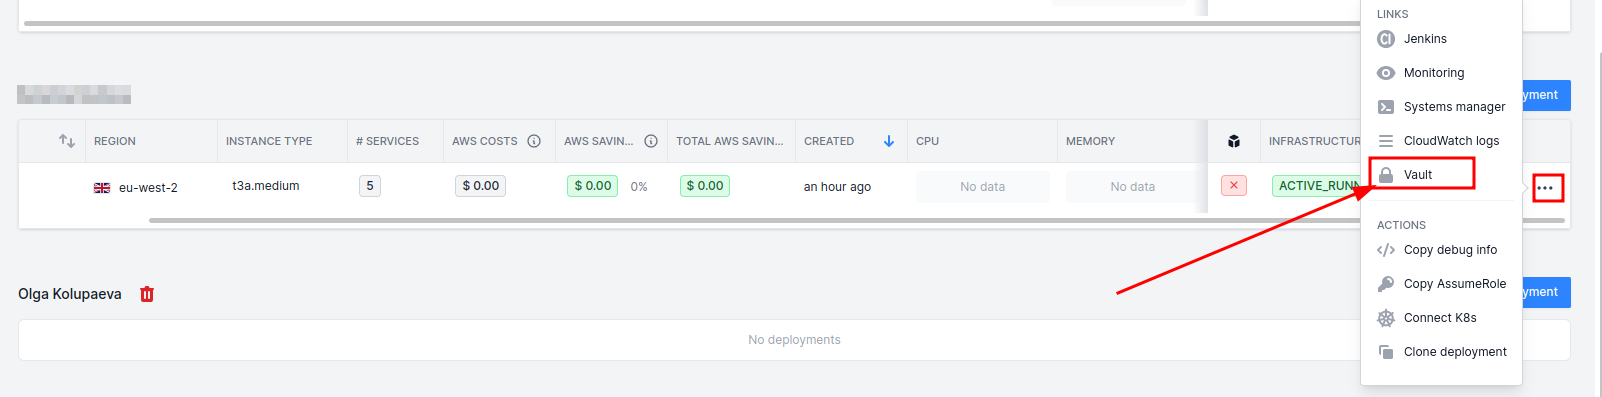 LINKS
Jenkins
Monitoring
Systems manager
CloudWatch logs
Vault
ACTIONS
Copy debug info
Copy AssumeRole
Connect K8s
Clone deployment
yment
REGION INSTANCE TYPE # SERVICES AWS COSTS AWS SAVIN... TOTAL AWS SAVIN... CREATED CPU MEMORY INFRASTRUCTUR
eu-west-2 t3a.medium 5 $ 0.00 $ 0.00 0% $ 0.00 an hour ago No data No data ACTIVE_RUNN
Olga Kolupaeva
yment
No deployments